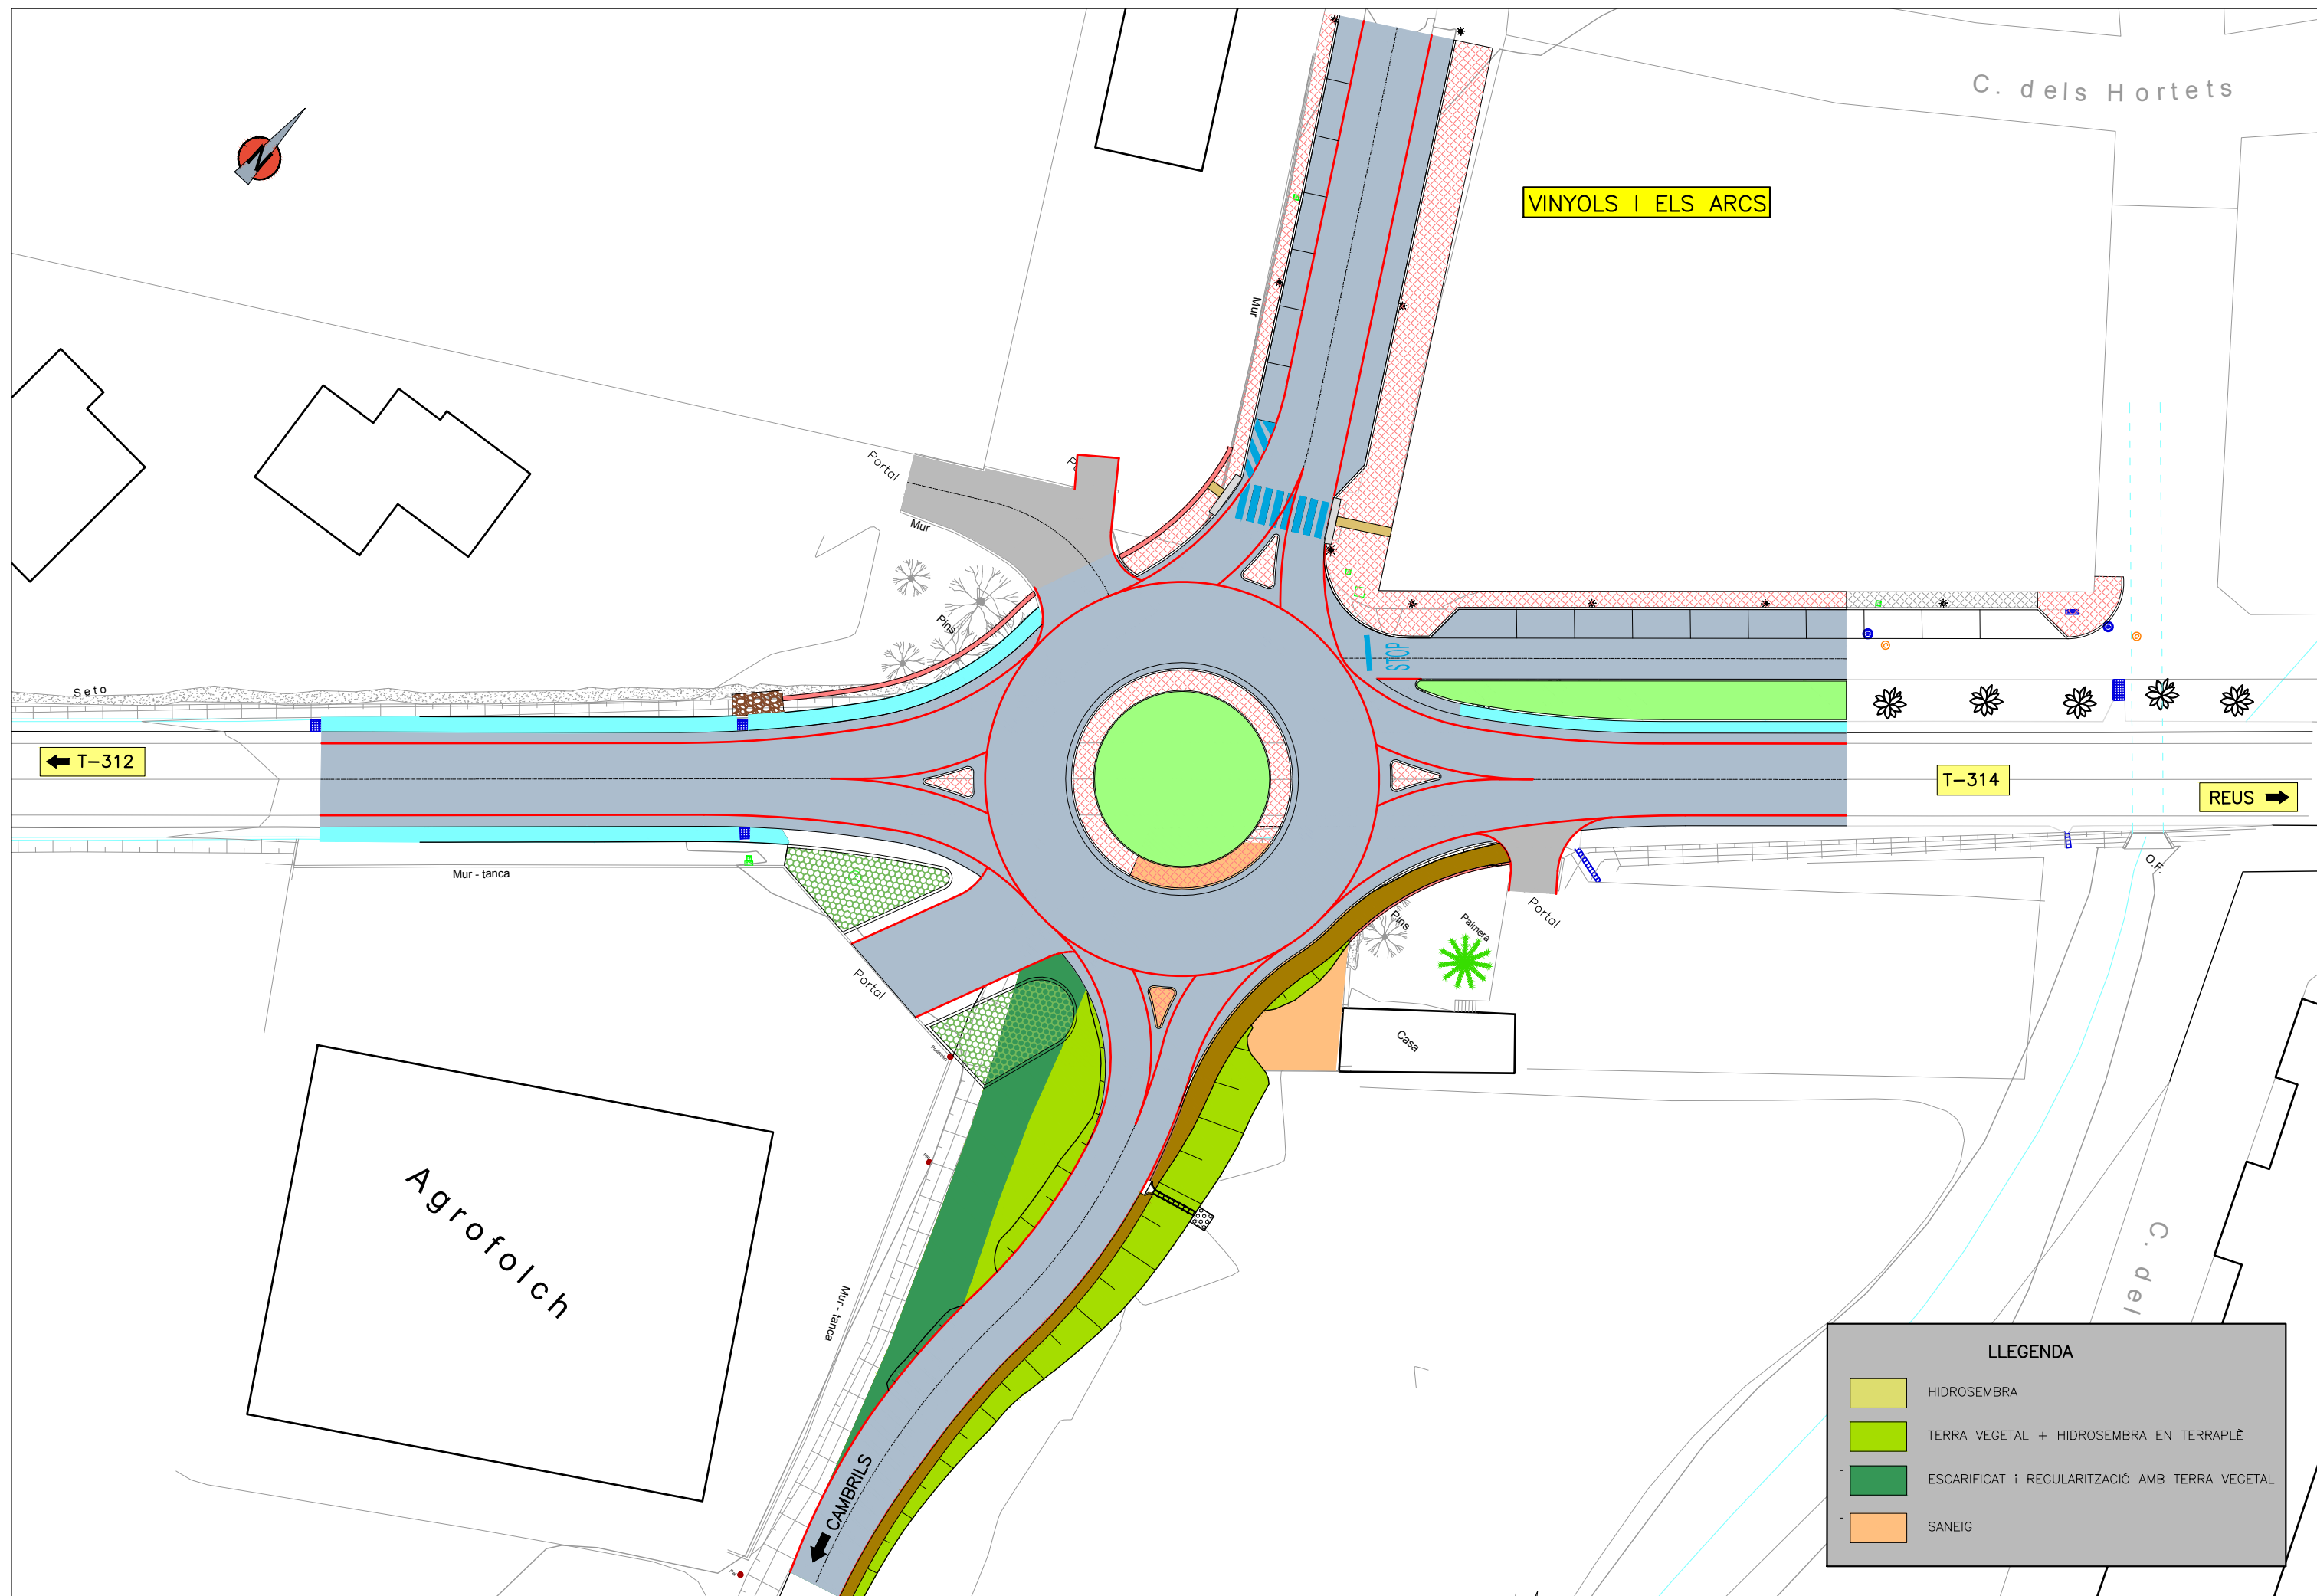 C. dels Hortets
N
VINYOLS I ELS ARCS
Mur
Portal
Mur
Pins
STOP
Seto
T-312
T-314
REUS
Mur - tanca
O.F.
Portal
Pins
Palmera
Portal
Casa
Agrofolch
Mur - tanca
C. del
CAMBRILS
LLEGENDA
HIDROSEMBRA
TERRA VEGETAL + HIDROSEMBRA EN TERRAPLÈ
ESCARIFICAT i REGULARITZACIÓ AMB TERRA VEGETAL
SANEIG